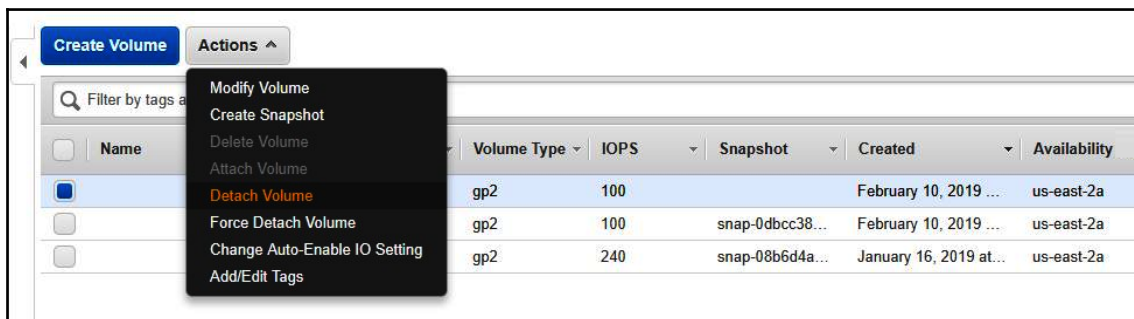 Create Volume Actions
Filter by tags a
Modify Volume
Create Snapshot
Delete Volume
Attach Volume
Detach Volume
Force Detach Volume
Change Auto-Enable IO Setting
Add/Edit Tags
Name Volume Type IOPS Snapshot Created Availability
gp2 100 February 10, 2019 ... us-east-2a
gp2 100 snap-0dbcc38... February 10, 2019 ... us-east-2a
gp2 240 snap-08b6d4a... January 16, 2019 at... us-east-2a